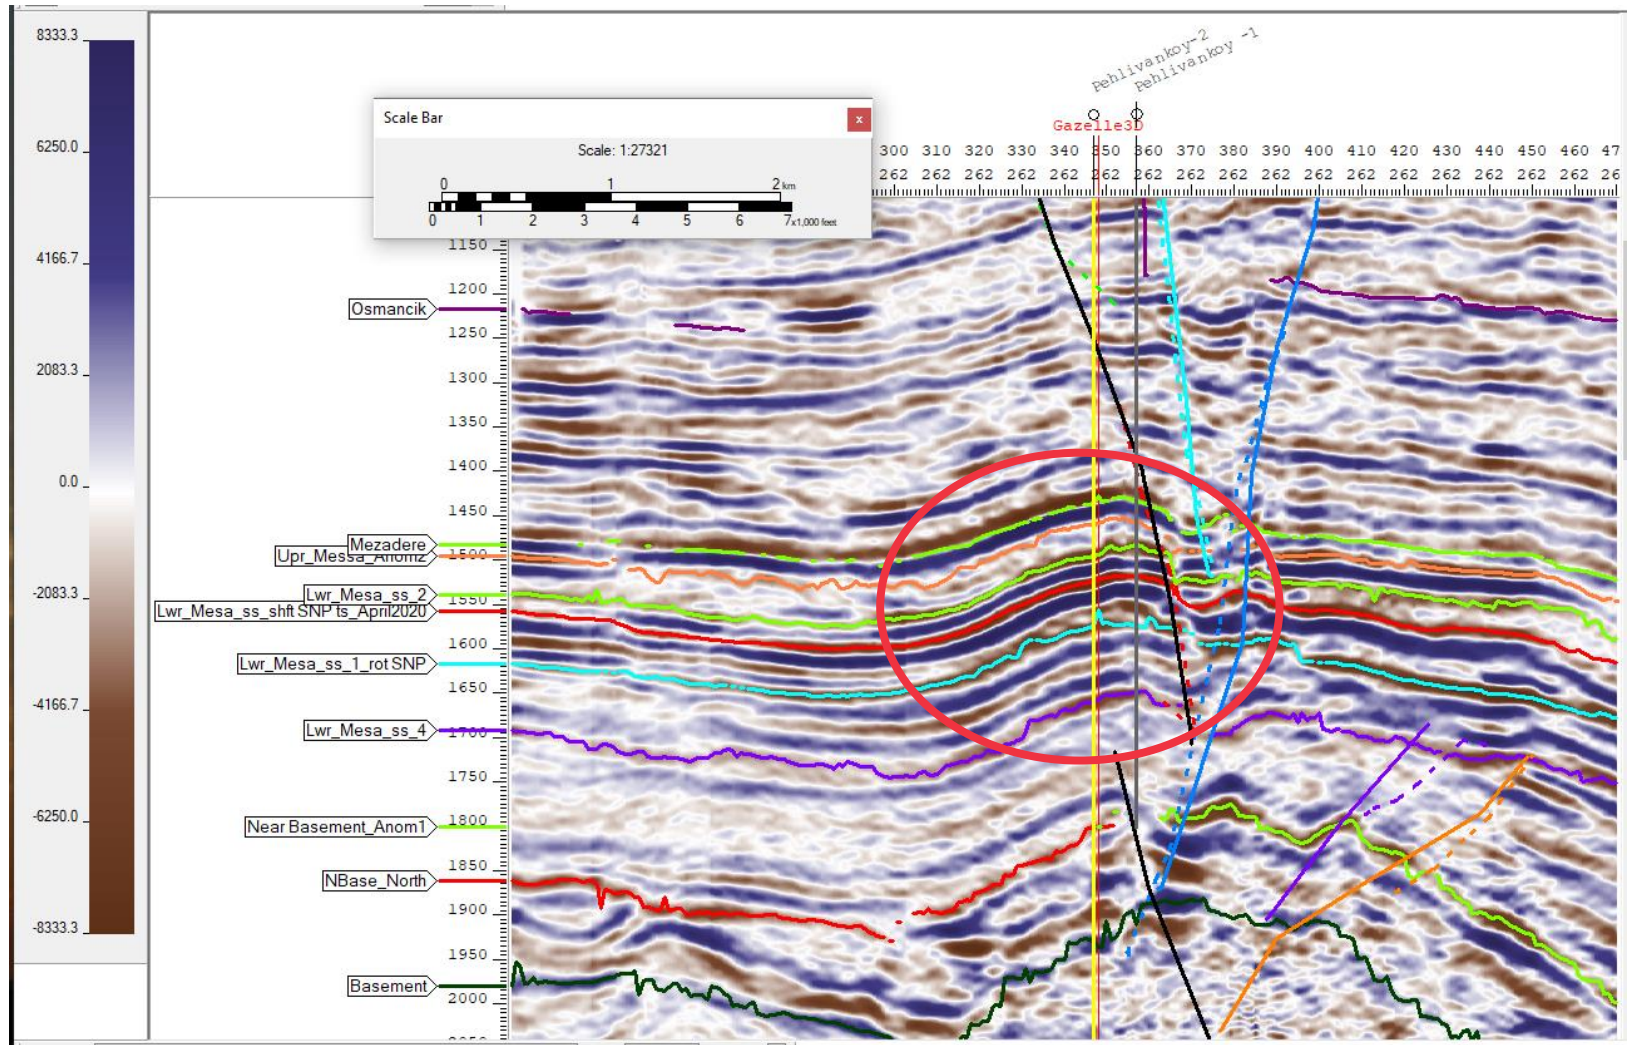 8333.3
6250.0
4166.7
2083.3
0.0
-2083.3
-4166.7
-6250.0
-8333.3
Scale Bar
x
Scale: 1:27321
0 1 2 km
0 1 2 3 4 5 6 7 x1,000 feet
Pehlivankoy-2
Pehlivankoy -1
Gazelle3D
300 310 320 330 340 350 360 370 380 390 400 410 420 430 440 450 460 47
262 262 262 262 262 262 262 262 262 262 262 262 262 262 262 262 262 26
1150
1200
1250
1300
1350
1400
1450
1500
1550
1600
1650
1700
1750
1800
1850
1900
1950
2000
Osmancik
Mezadere
Upr_Messa_Anom2
Lwr_Mesa_ss_2
Lwr_Mesa_ss_shft SNP ts_April2020
Lwr_Mesa_ss_1_rot SNP
Lwr_Mesa_ss_4
Near Basement_Anom1
NBase_North
Basement